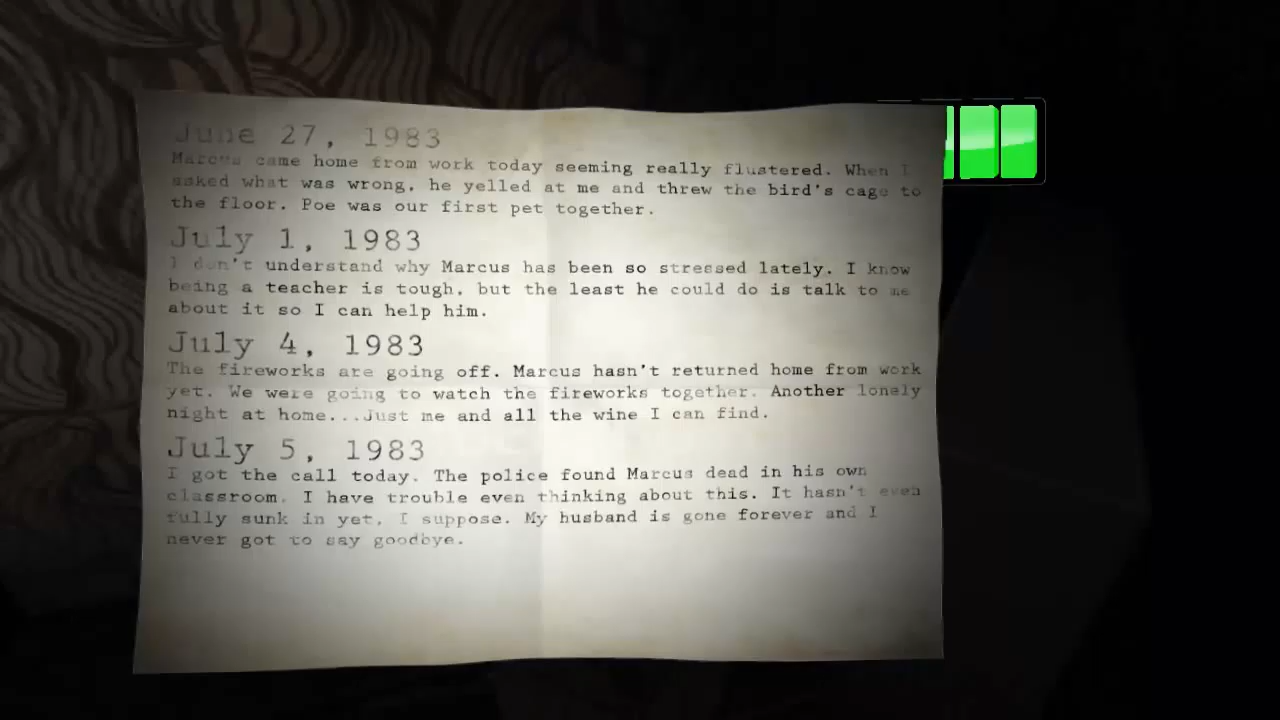 June 27, 1983
Marcus came home from work today seeming really flustered. When I
asked what was wrong, he yelled at me and threw the bird's cage to
the floor. Poe was our first pet together.
July 1, 1983
I don't understand why Marcus has been so stressed lately. I know
being a teacher is tough, but the least he could do is talk to me
about it so I can help him.
July 4, 1983
The fireworks are going off. Marcus hasn't returned home from work
yet. We were going to watch the fireworks together. Another lonely
night at home...Just me and all the wine I can find.
July 5, 1983
I got the call today. The police found Marcus dead in his own
classroom. I have trouble even thinking about this. It hasn't even
fully sunk in yet, I suppose. My husband is gone forever and I
never got to say goodbye.